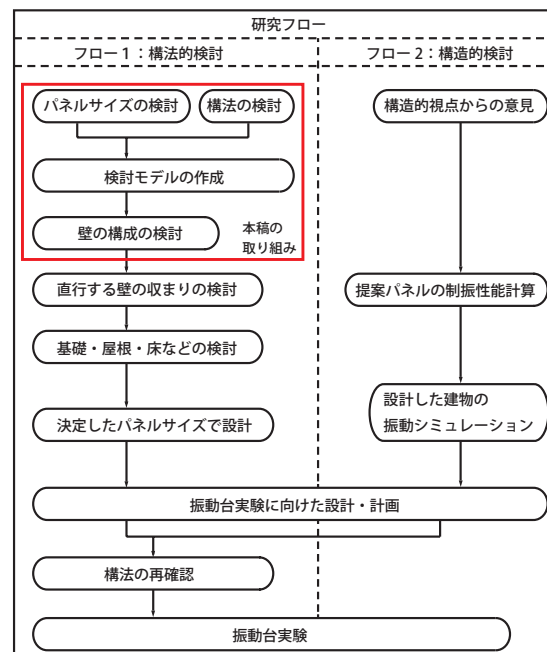 研究フロー
フロー1：構法的検討
フロー2：構造的検討
パネルサイズの検討
構法の検討
構造的視点からの意見
検討モデルの作成
壁の構成の検討
本稿の
取り組み
直行する壁の収まりの検討
提案パネルの制振性能計算
基礎・屋根・床などの検討
設計した建物の
振動シミュレーション
決定したパネルサイズで設計
振動台実験に向けた設計・計画
構法の再確認
振動台実験